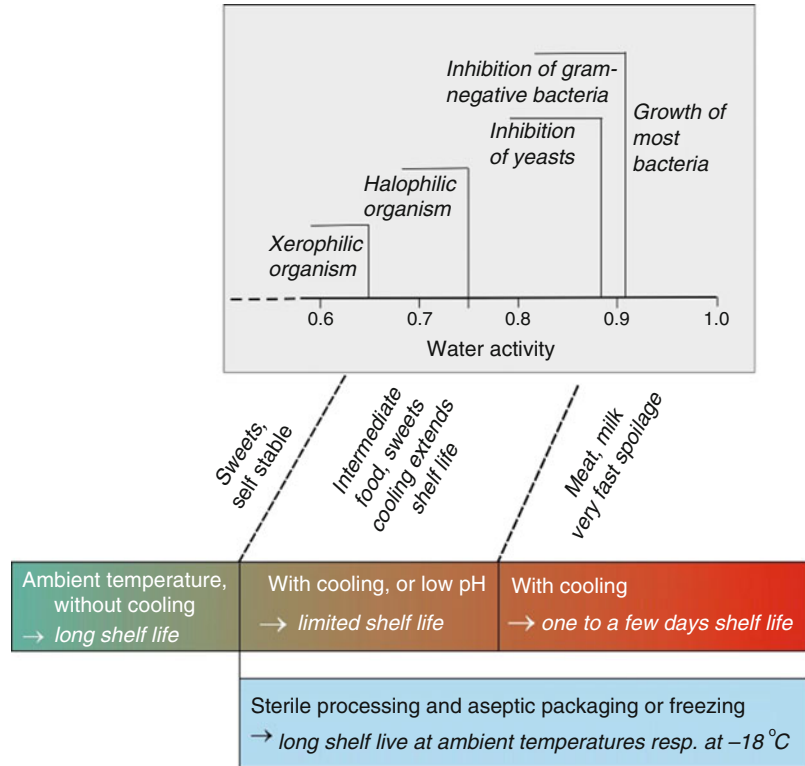 Inhibition of gram-
negative bacteria
Growth of
most
bacteria
Inhibition
of yeasts
Halophilic
organism
Xerophilic
organism
0.6 0.7 0.8 0.9 1.0
Water activity
Sweets,
self stable
Intermediate
food, sweets
cooling extends
shelf life
Meat, milk
very fast spoilage
Ambient temperature,
without cooling
→ long shelf life
With cooling, or low pH
→ limited shelf life
With cooling
→ one to a few days shelf life
Sterile processing and aseptic packaging or freezing
→ long shelf live at ambient temperatures resp. at –18 °C